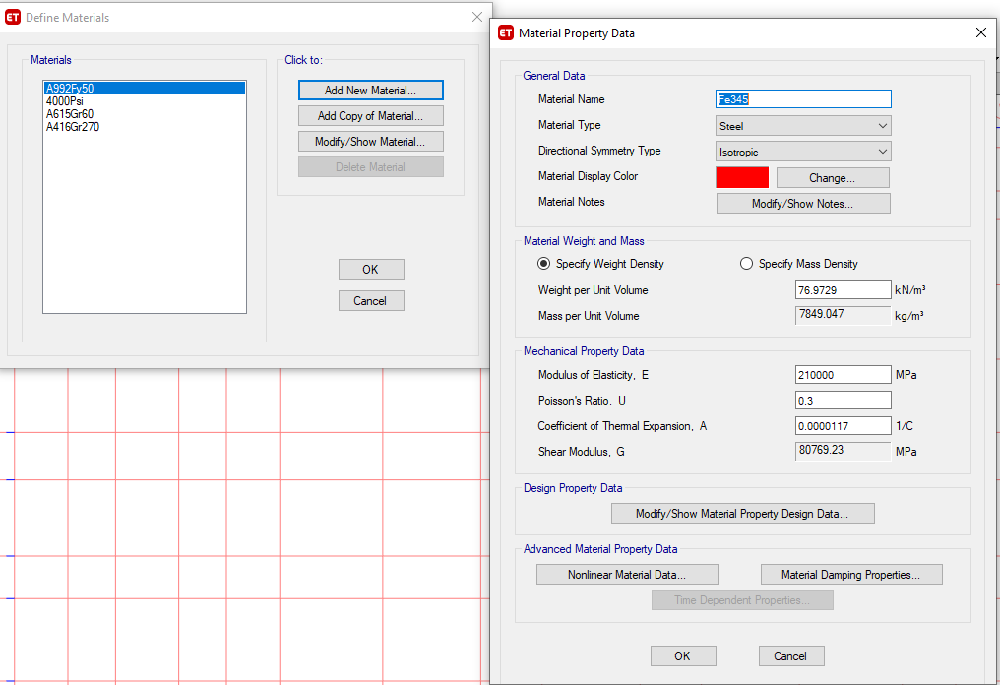 ET Define Materials
Materials
A992Fy50
4000Psi
A615Gr60
A416Gr270
Click to:
Add New Material...
Add Copy of Material...
Modify/Show Material...
Delete Material
OK
Cancel
ET Material Property Data
General Data
Material Name Fe345
Material Type Steel
Directional Symmetry Type Isotropic
Material Display Color Change...
Material Notes Modify/Show Notes...
Material Weight and Mass
Specify Weight Density Specify Mass Density
Weight per Unit Volume 76.9729 kN/m³
Mass per Unit Volume 7849.047 kg/m³
Mechanical Property Data
Modulus of Elasticity, E 210000 MPa
Poisson's Ratio, U 0.3
Coefficient of Thermal Expansion, A 0.0000117 1/C
Shear Modulus, G 80769.23 MPa
Design Property Data
Modify/Show Material Property Design Data...
Advanced Material Property Data
Nonlinear Material Data... Material Damping Properties...
Time Dependent Properties...
OK Cancel